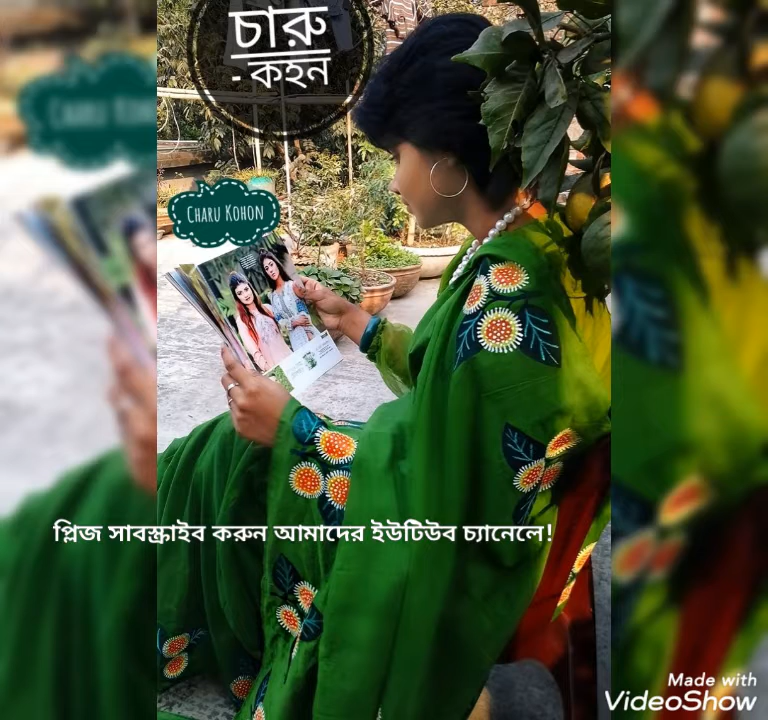 চারু
- কহন
CHARU KOHON
প্লিজ সাবস্ক্রাইব করুন আমাদের ইউটিউব চ্যানেলে!
Made with
VideoShow